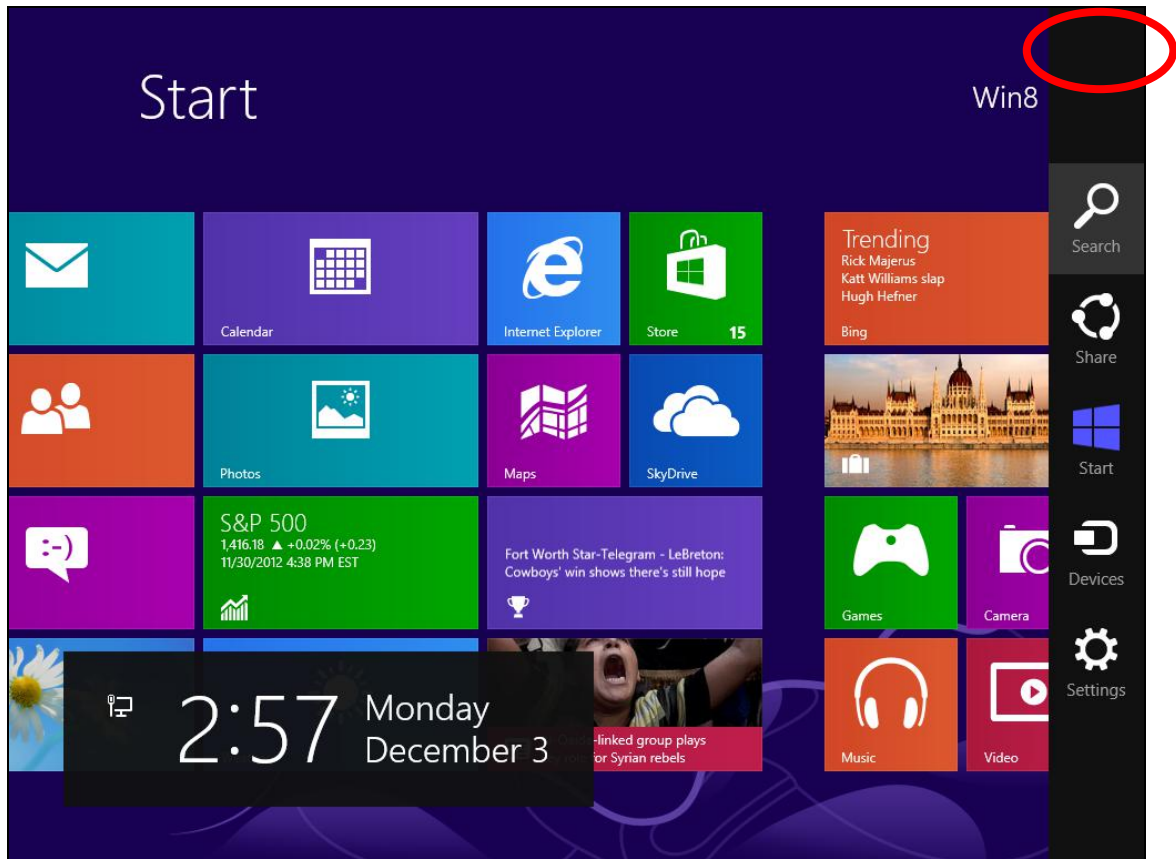 Start
Win8
Search
Share
Start
Devices
Settings
Calendar
Internet Explorer
Store 15
Trending
Rick Majerus
Katt Williams slap
Hugh Hefner
Bing
Photos
Maps
SkyDrive
:-)
S&P 500
1,416.18 ▲ +0.02% (+0.23)
11/30/2012 4:38 PM EST
Fort Worth Star-Telegram - LeBreton:
Cowboys' win shows there's still hope
Games
Camera
2:57
Monday
December 3
-linked group plays
for Syrian rebels
Music
Video